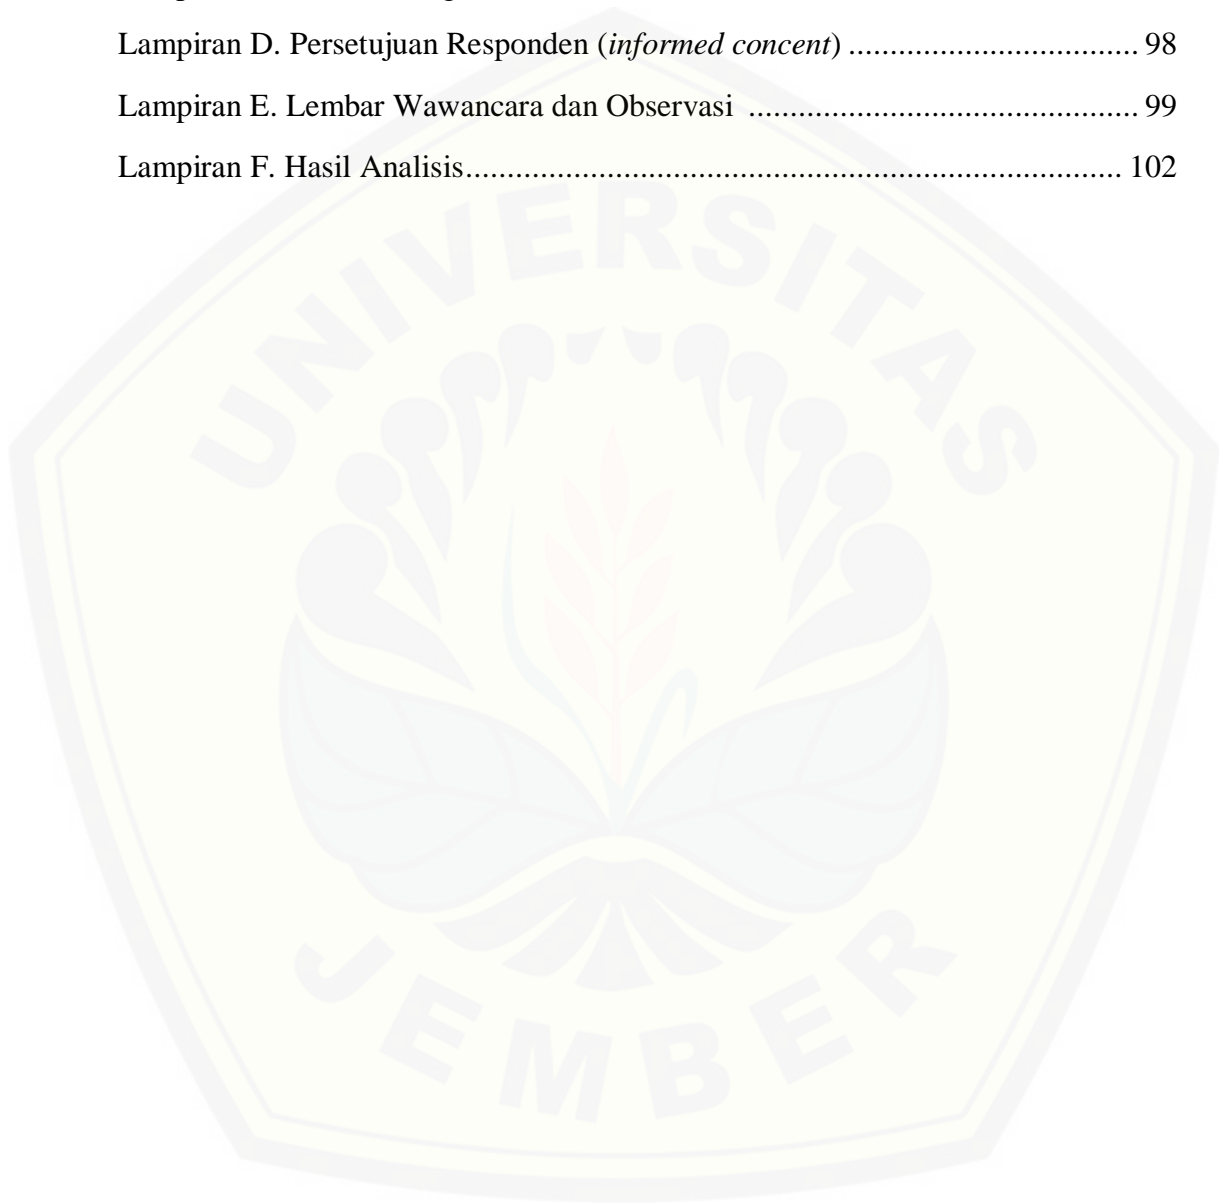 Lampiran D. Persetujuan Responden (informed concent) ................................... 98
Lampiran E. Lembar Wawancara dan Observasi ............................................... 99
Lampiran F. Hasil Analisis............................................................................... 102
UNIVERSITAS
JEMBER